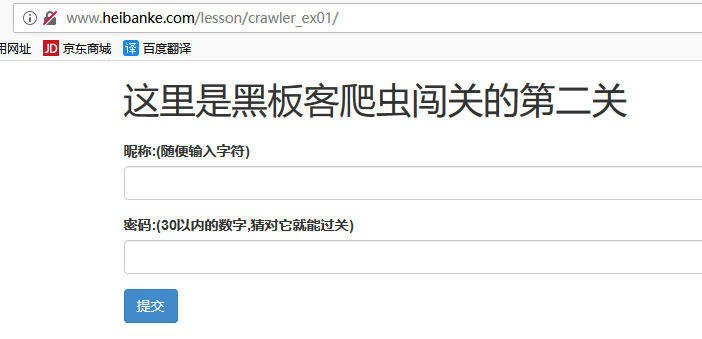 www.heibanke.com/lesson/crawler_ex01/
用网址 JD 京东商城 译 百度翻译
这里是黑板客爬虫闯关的第二关
昵称:(随便输入字符)
密码:(30以内的数字,猜对它就能过关)
提交